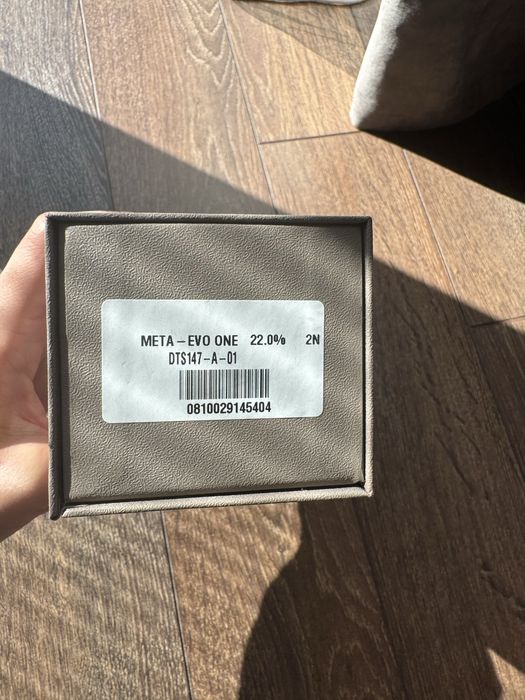 META-EVO ONE 22.0% 2N
DTS147-A-01
0810029145404